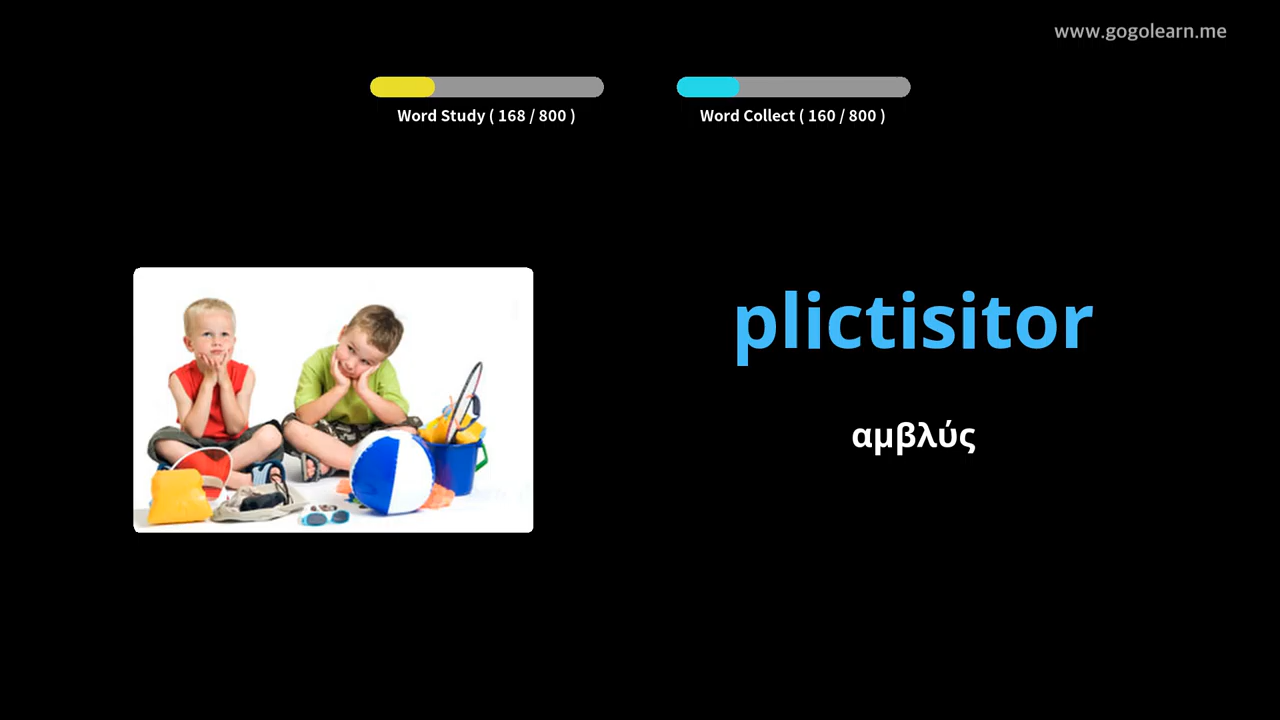 www.gogolearn.me
Word Study ( 168 / 800 )
Word Collect ( 160 / 800 )
plictisitor
αμβλύς